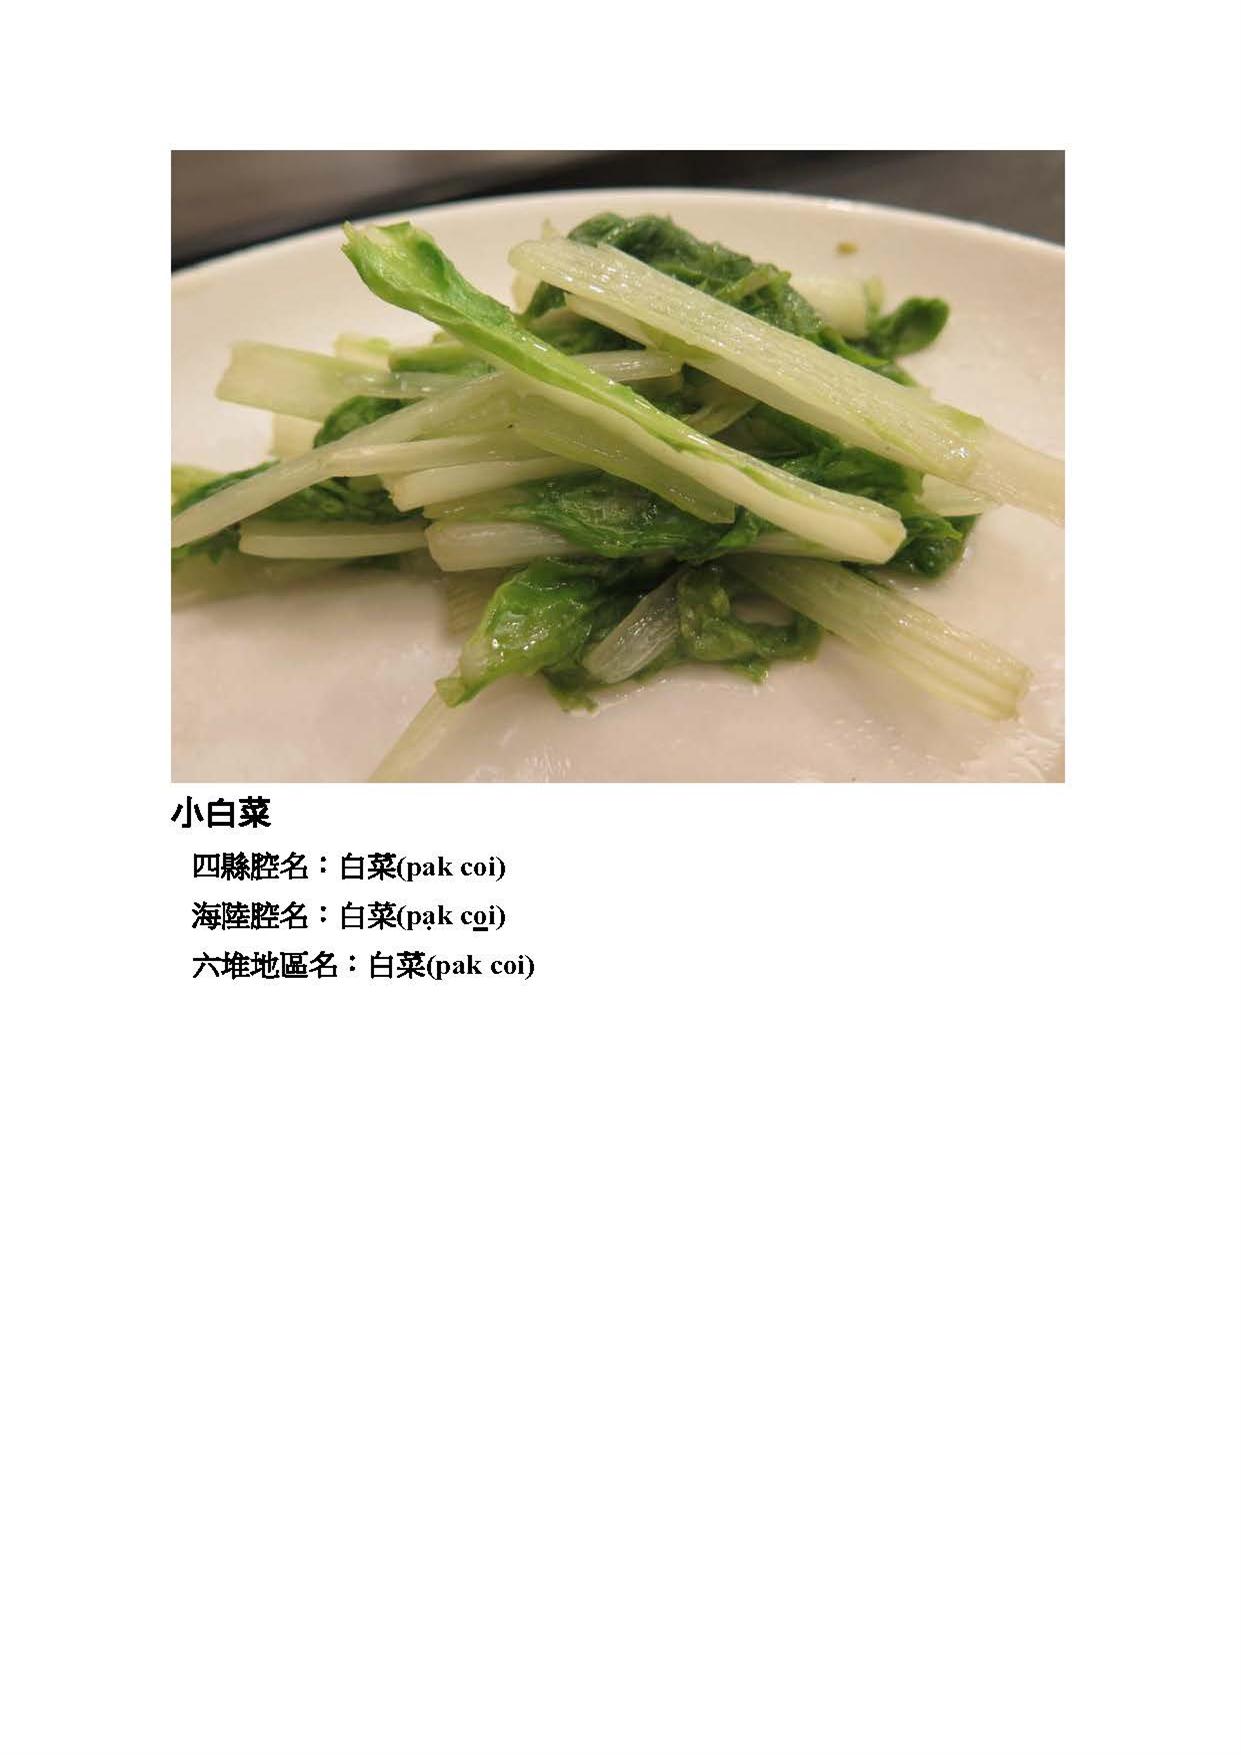 小白菜
四縣腔名：白菜(pak coi)
海陸腔名：白菜(pạk co̲i)
六堆地區名：白菜(pak coi)